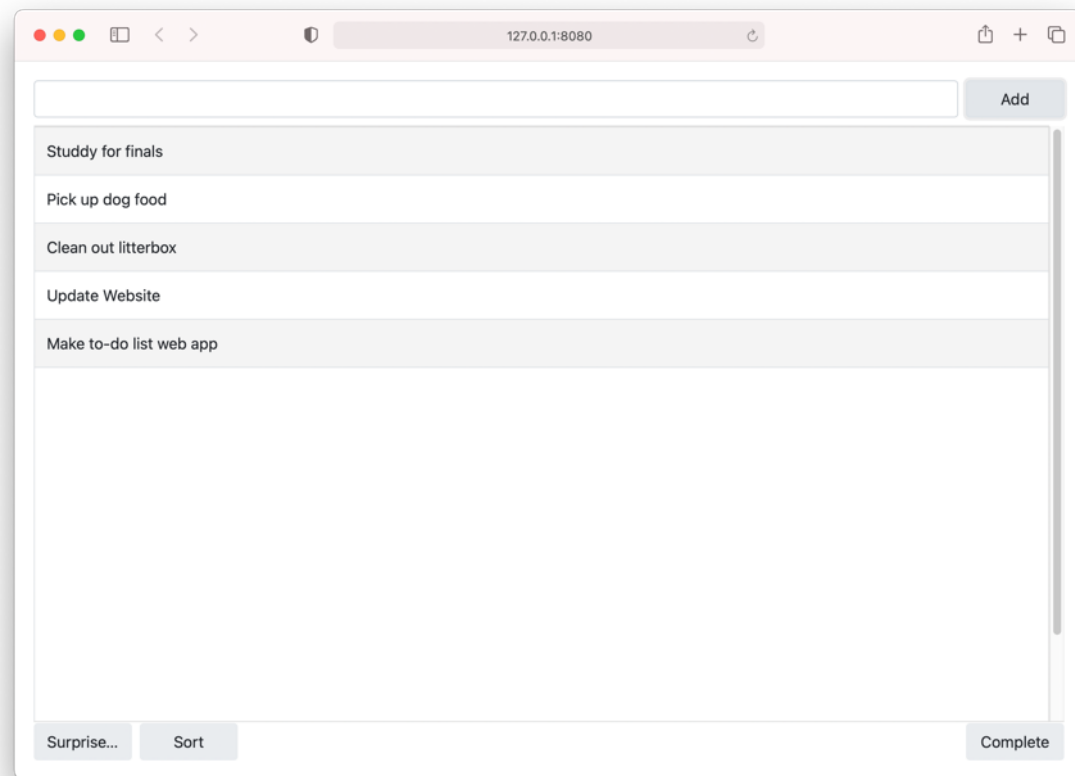 127.0.0.1:8080
Add
Studdy for finals
Pick up dog food
Clean out litterbox
Update Website
Make to-do list web app
Surprise... Sort Complete